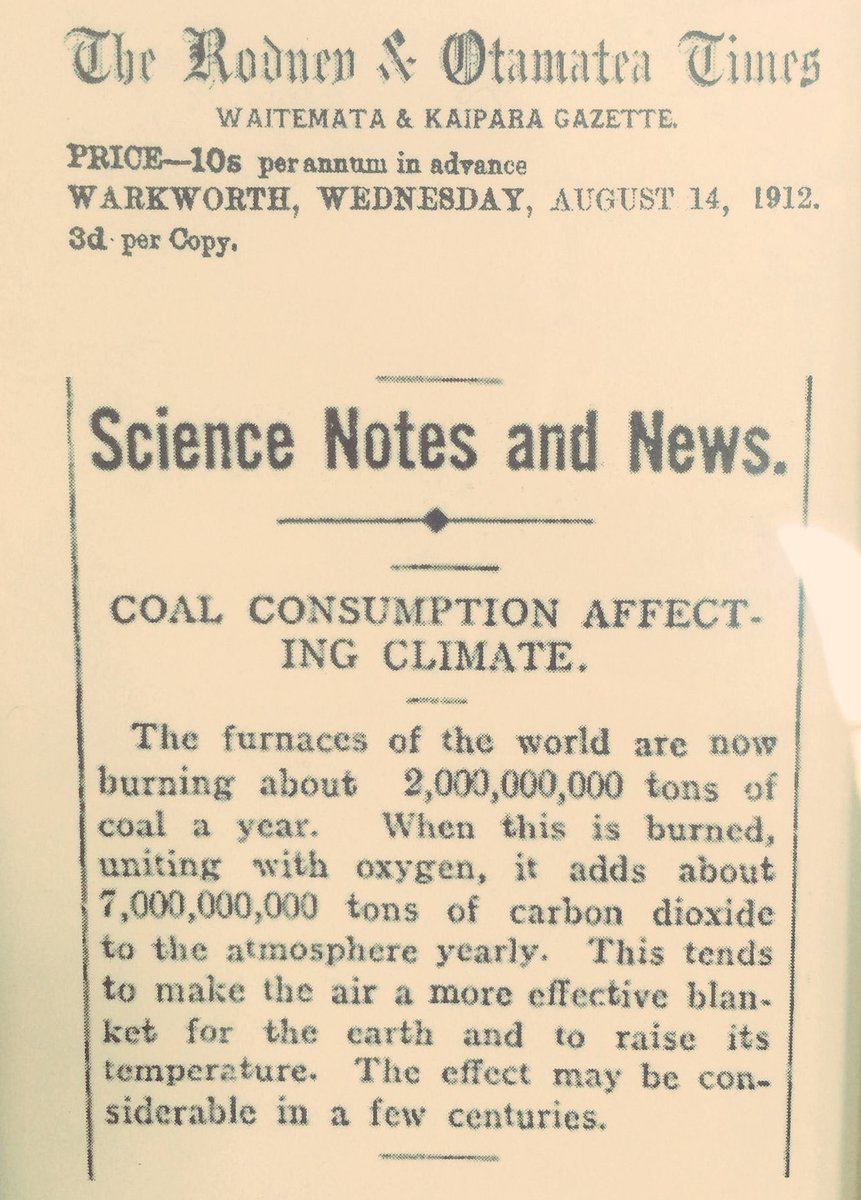 The Rodney & Otamatea Times
WAITEMATA & KAIPARA GAZETTE.
PRICE—10s per annum in advance
WARKWORTH, WEDNESDAY, AUGUST 14, 1912.
3d per Copy.
Science Notes and News.
COAL CONSUMPTION AFFECT-
ING CLIMATE.
The furnaces of the world are now
burning about 2,000,000,000 tons of
coal a year. When this is burned,
uniting with oxygen, it adds about
7,000,000,000 tons of carbon dioxide
to the atmosphere yearly. This tends
to make the air a more effective blan-
ket for the earth and to raise its
temperature. The effect may be con-
siderable in a few centuries.